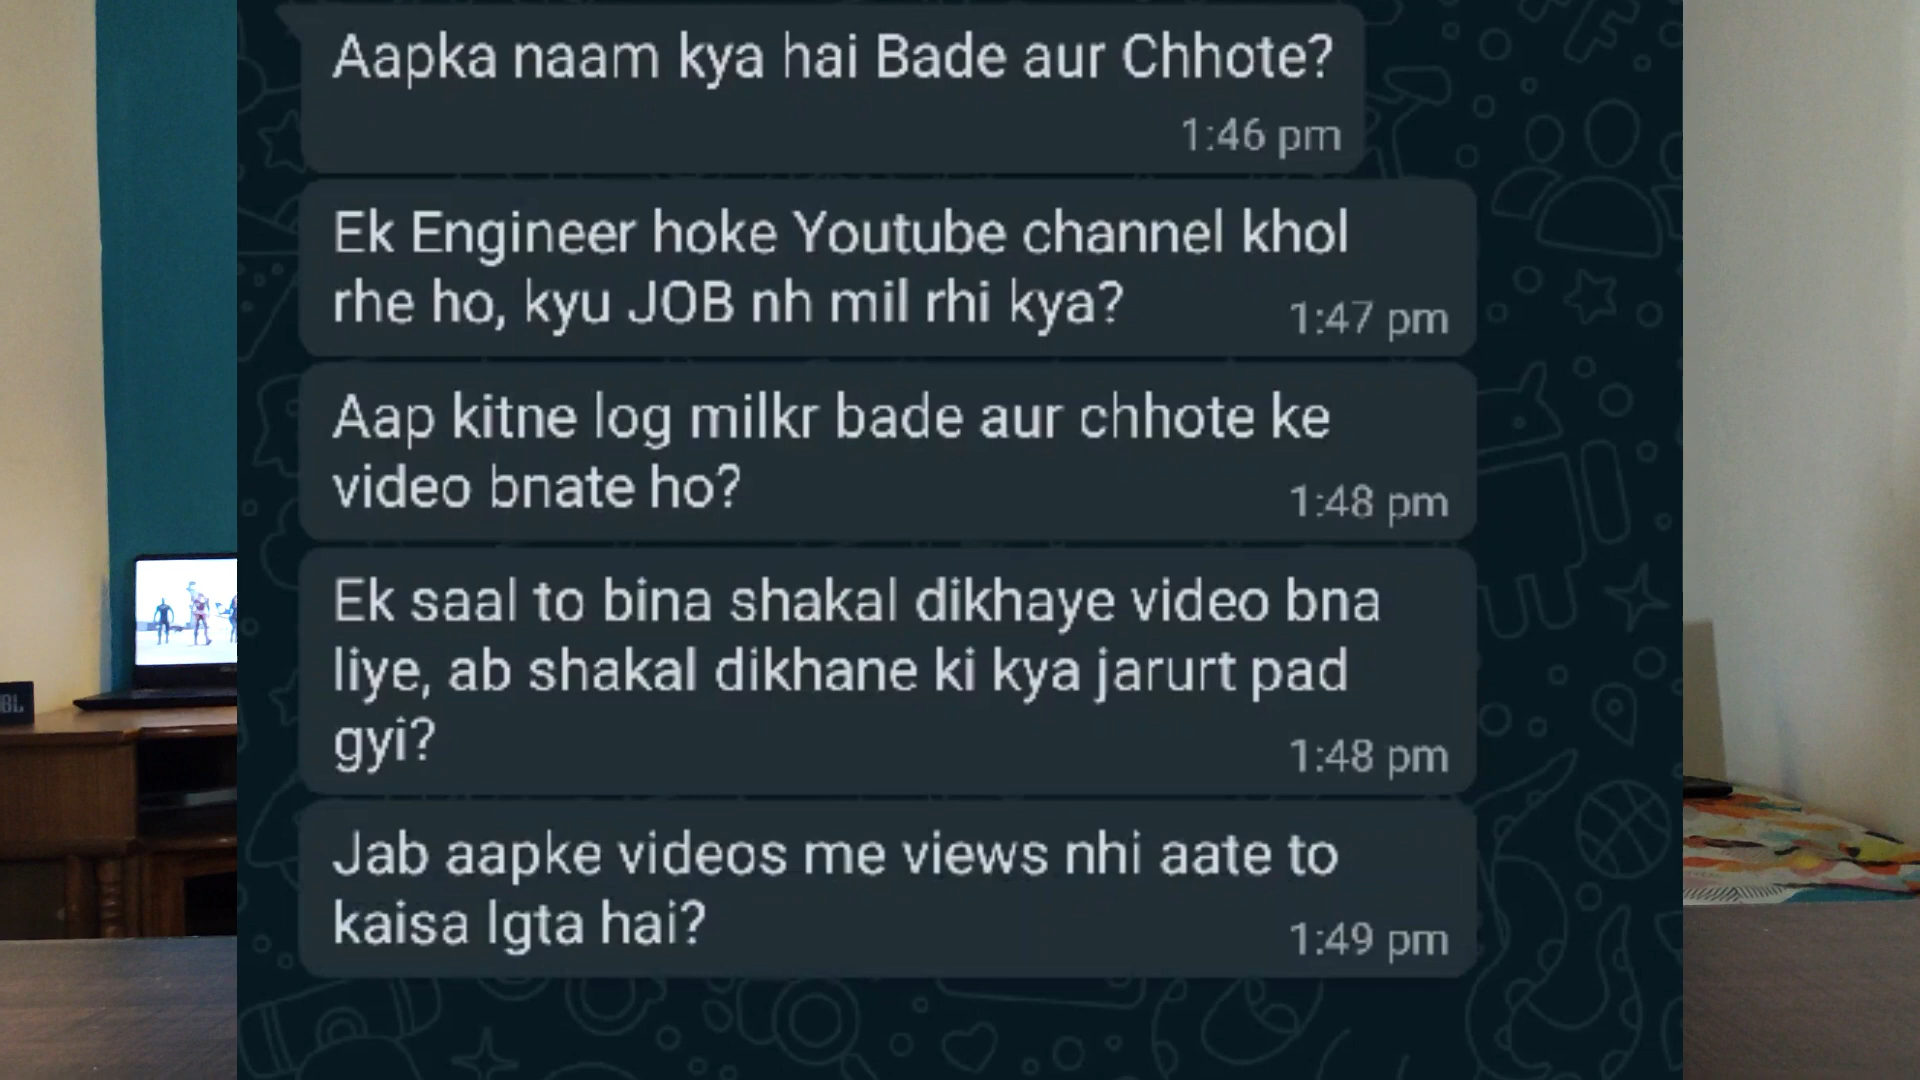 Aapka naam kya hai Bade aur Chhote?
1:46 pm
Ek Engineer hoke Youtube channel khol
rhe ho, kyu JOB nh mil rhi kya?
1:47 pm
Aap kitne log milkr bade aur chhote ke
video bnate ho?
1:48 pm
Ek saal to bina shakal dikhaye video bna
liye, ab shakal dikhane ki kya jarurt pad
gyi?
1:48 pm
Jab aapke videos me views nhi aate to
kaisa lgta hai?
1:49 pm
BL